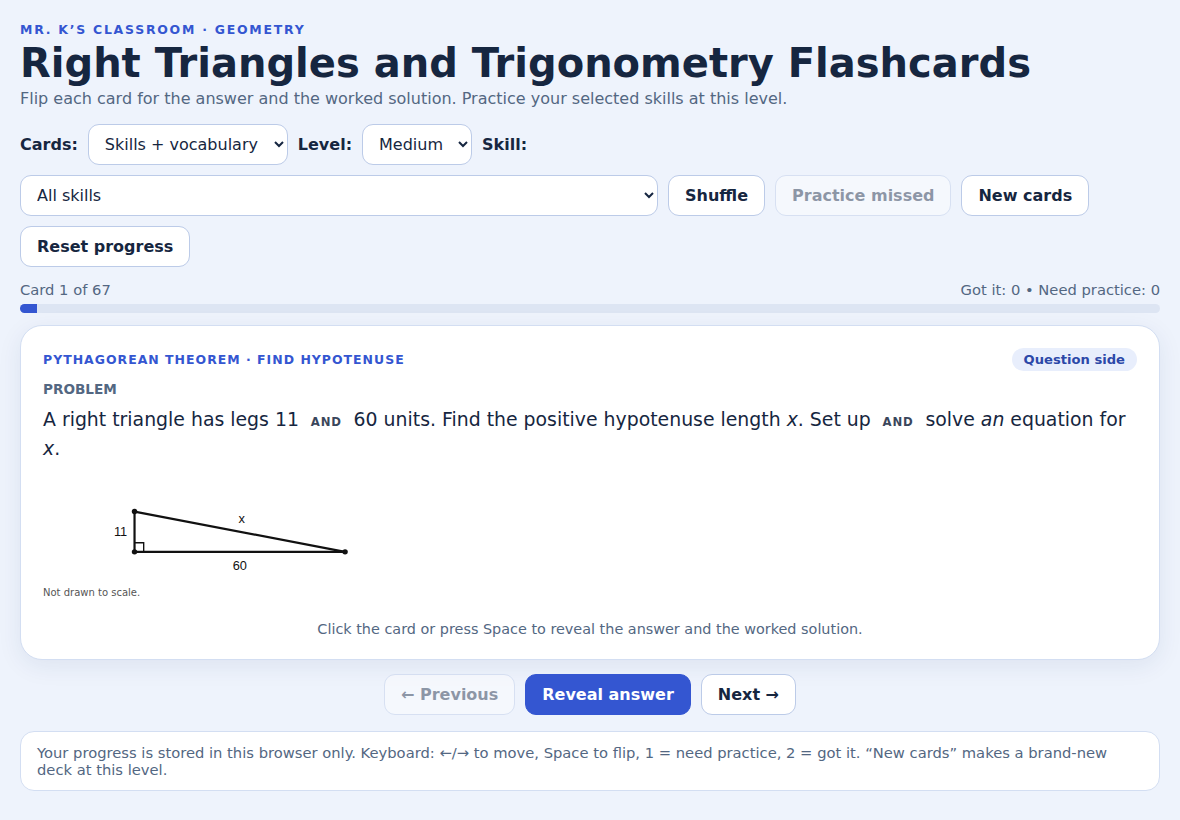 MR. K’S CLASSROOM · GEOMETRY
Right Triangles and Trigonometry Flashcards
Flip each card for the answer and the worked solution. Practice your selected skills at this level.
Cards: Skills + vocabulary Level: Medium Skill:
All skills Shuffle Practice missed New cards
Reset progress
Card 1 of 67 Got it: 0 • Need practice: 0
PYTHAGOREAN THEOREM · FIND HYPOTENUSE Question side
PROBLEM
A right triangle has legs 11 AND 60 units. Find the positive hypotenuse length x. Set up AND solve an equation for
x.
x
11
60
Not drawn to scale.
Click the card or press Space to reveal the answer and the worked solution.
← Previous Reveal answer Next →
Your progress is stored in this browser only. Keyboard: ←/→ to move, Space to flip, 1 = need practice, 2 = got it. “New cards” makes a brand-new
deck at this level.